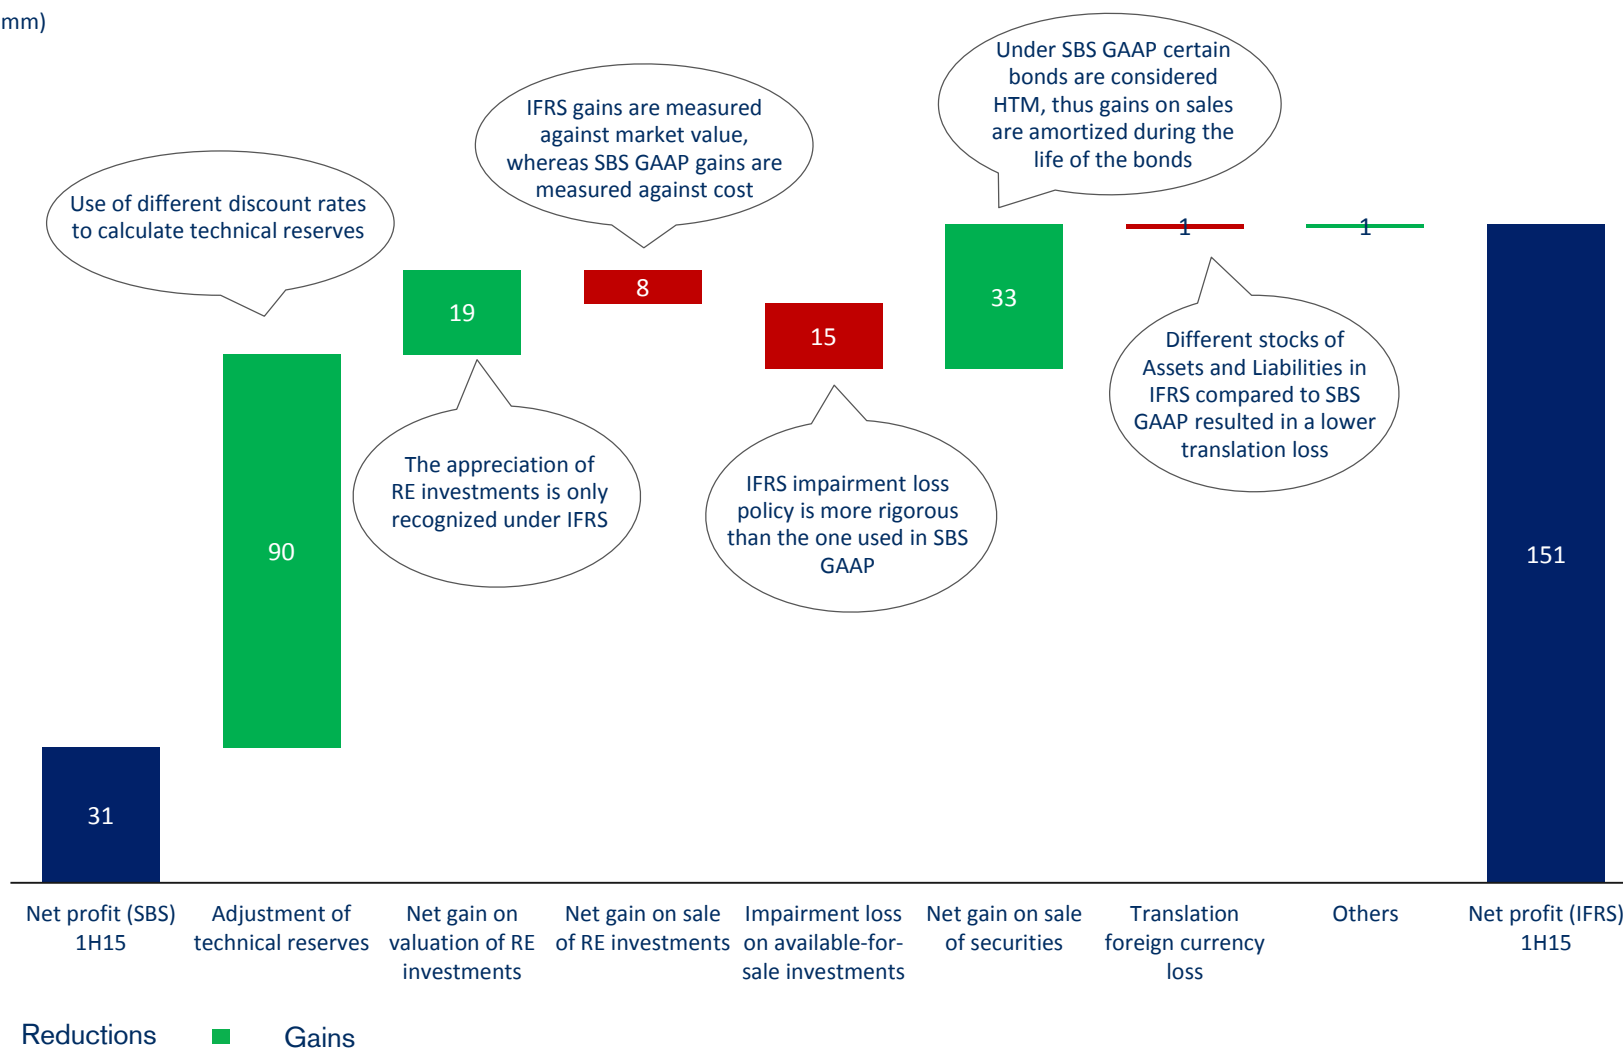 mm)
Under SBS GAAP certain
bonds are considered
HTM, thus gains on sales
are amortized during the
life of the bonds
IFRS gains are measured
against market value,
whereas SBS GAAP gains are
measured against cost
Use of different discount rates
to calculate technical reserves
31
90
19
8
15
33
1
1
151
The appreciation of
RE investments is only
recognized under IFRS
IFRS impairment loss
policy is more rigorous
than the one used in SBS
GAAP
Different stocks of
Assets and Liabilities in
IFRS compared to SBS
GAAP resulted in a lower
translation loss
Net profit (SBS)
1H15
Adjustment of
technical reserves
Net gain on
valuation of RE
investments
Net gain on sale
of RE investments
Impairment loss
on available-for-
sale investments
Net gain on sale
of securities
Translation
foreign currency
loss
Others
Net profit (IFRS)
1H15
Reductions
Gains